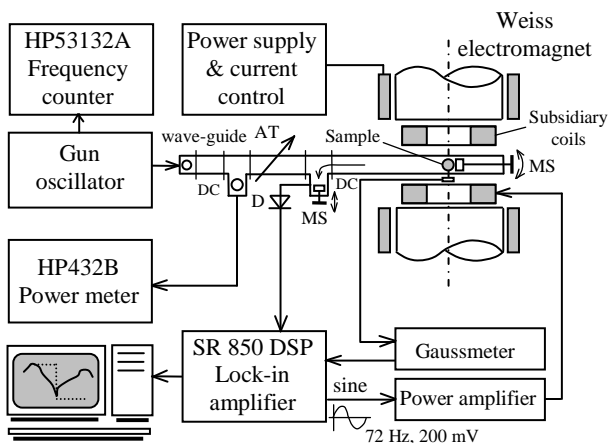 HP53132A
Frequency
counter
Power supply
& current
control
Weiss
electromagnet
Subsidiary
coils
Gun
oscillator
wave-guide
AT
Sample
MS
DC
D
MS
DC
HP432B
Power meter
SR 850 DSP
Lock-in
amplifier
Gaussmeter
sine
Power amplifier
72 Hz, 200 mV